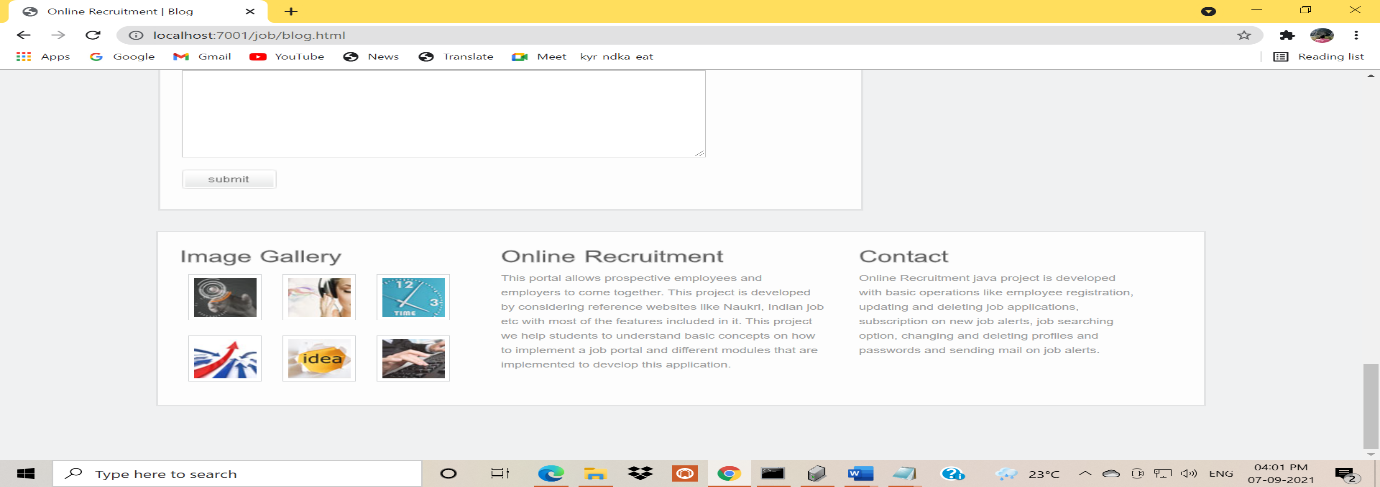 Online Recruitment | Blog
localhost:7001/job/blog.html
Apps Google Gmail YouTube News Translate Meet kyr ndka eat Reading list
submit
Image Gallery
12
3
TIME
idea
Online Recruitment
This portal allows prospective employees and
employers to come together. This project is developed
by considering reference websites like Naukri, Indian job
etc with most of the features included in it. This project
we help students to understand basic concepts on how
to implement a job portal and different modules that are
implemented to develop this application.
Contact
Online Recruitment java project is developed
with basic operations like employee registration,
updating and deleting job applications,
subscription on new job alerts, job searching
option, changing and deleting profiles and
passwords and sending mail on job alerts.
Type here to search
23°C
ENG
04:01 PM
07-09-2021
2